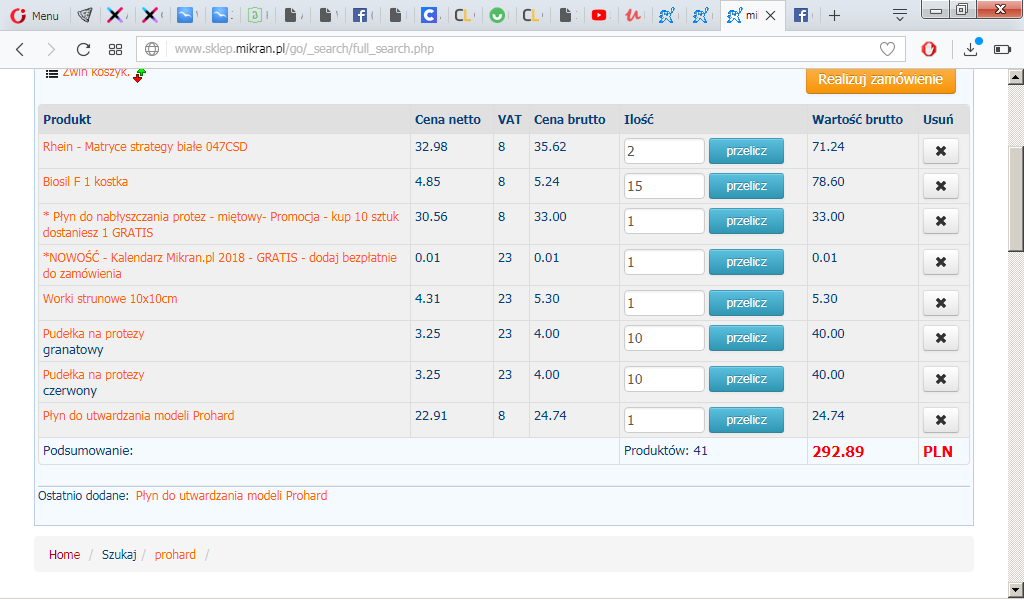 Menu
mi
www.sklep.mikran.pl/go/_search/full_search.php
Zwiń koszyk.
Realizuj zamówienie
Produkt Cena netto VAT Cena brutto Ilość Wartość brutto Usuń
Rhein - Matryce strategy białe 047CSD 32.98 8 35.62 2 przelicz 71.24
Biosil F 1 kostka 4.85 8 5.24 15 przelicz 78.60
* Płyn do nabłyszczania protez - miętowy- Promocja - kup 10 sztuk 30.56 8 33.00 1 przelicz 33.00
dostaniesz 1 GRATIS
*NOWOŚĆ - Kalendarz Mikran.pl 2018 - GRATIS - dodaj bezpłatnie 0.01 23 0.01 1 przelicz 0.01
do zamówienia
Worki strunowe 10x10cm 4.31 23 5.30 1 przelicz 5.30
Pudełka na protezy 3.25 23 4.00 10 przelicz 40.00
granatowy
Pudełka na protezy 3.25 23 4.00 10 przelicz 40.00
czerwony
Płyn do utwardzania modeli Prohard 22.91 8 24.74 1 przelicz 24.74
Podsumowanie: Produktów: 41 292.89 PLN
Ostatnio dodane: Płyn do utwardzania modeli Prohard
Home / Szukaj / prohard /